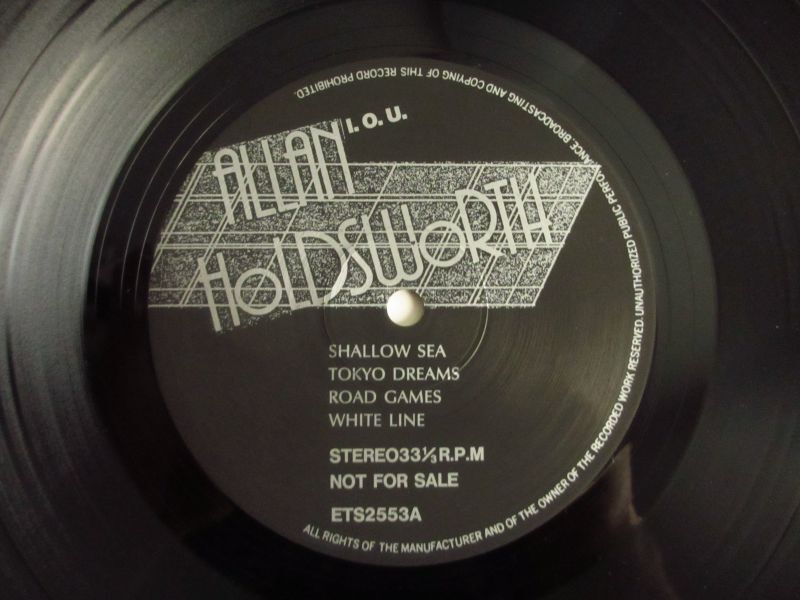 I. O. U.
ALLAN
HOLDSWORTH
SHALLOW SEA
TOKYO DREAMS
ROAD GAMES
WHITE LINE
STEREO33⅓R.P.M
NOT FOR SALE
ETS2553A
ALL RIGHTS OF THE MANUFACTURER AND OF THE OWNER OF THE RECORDED WORK RESERVED. UNAUTHORIZED PUBLIC PERFORMANCE. BROADCASTING AND COPYING OF THIS RECORD PROHIBITED.